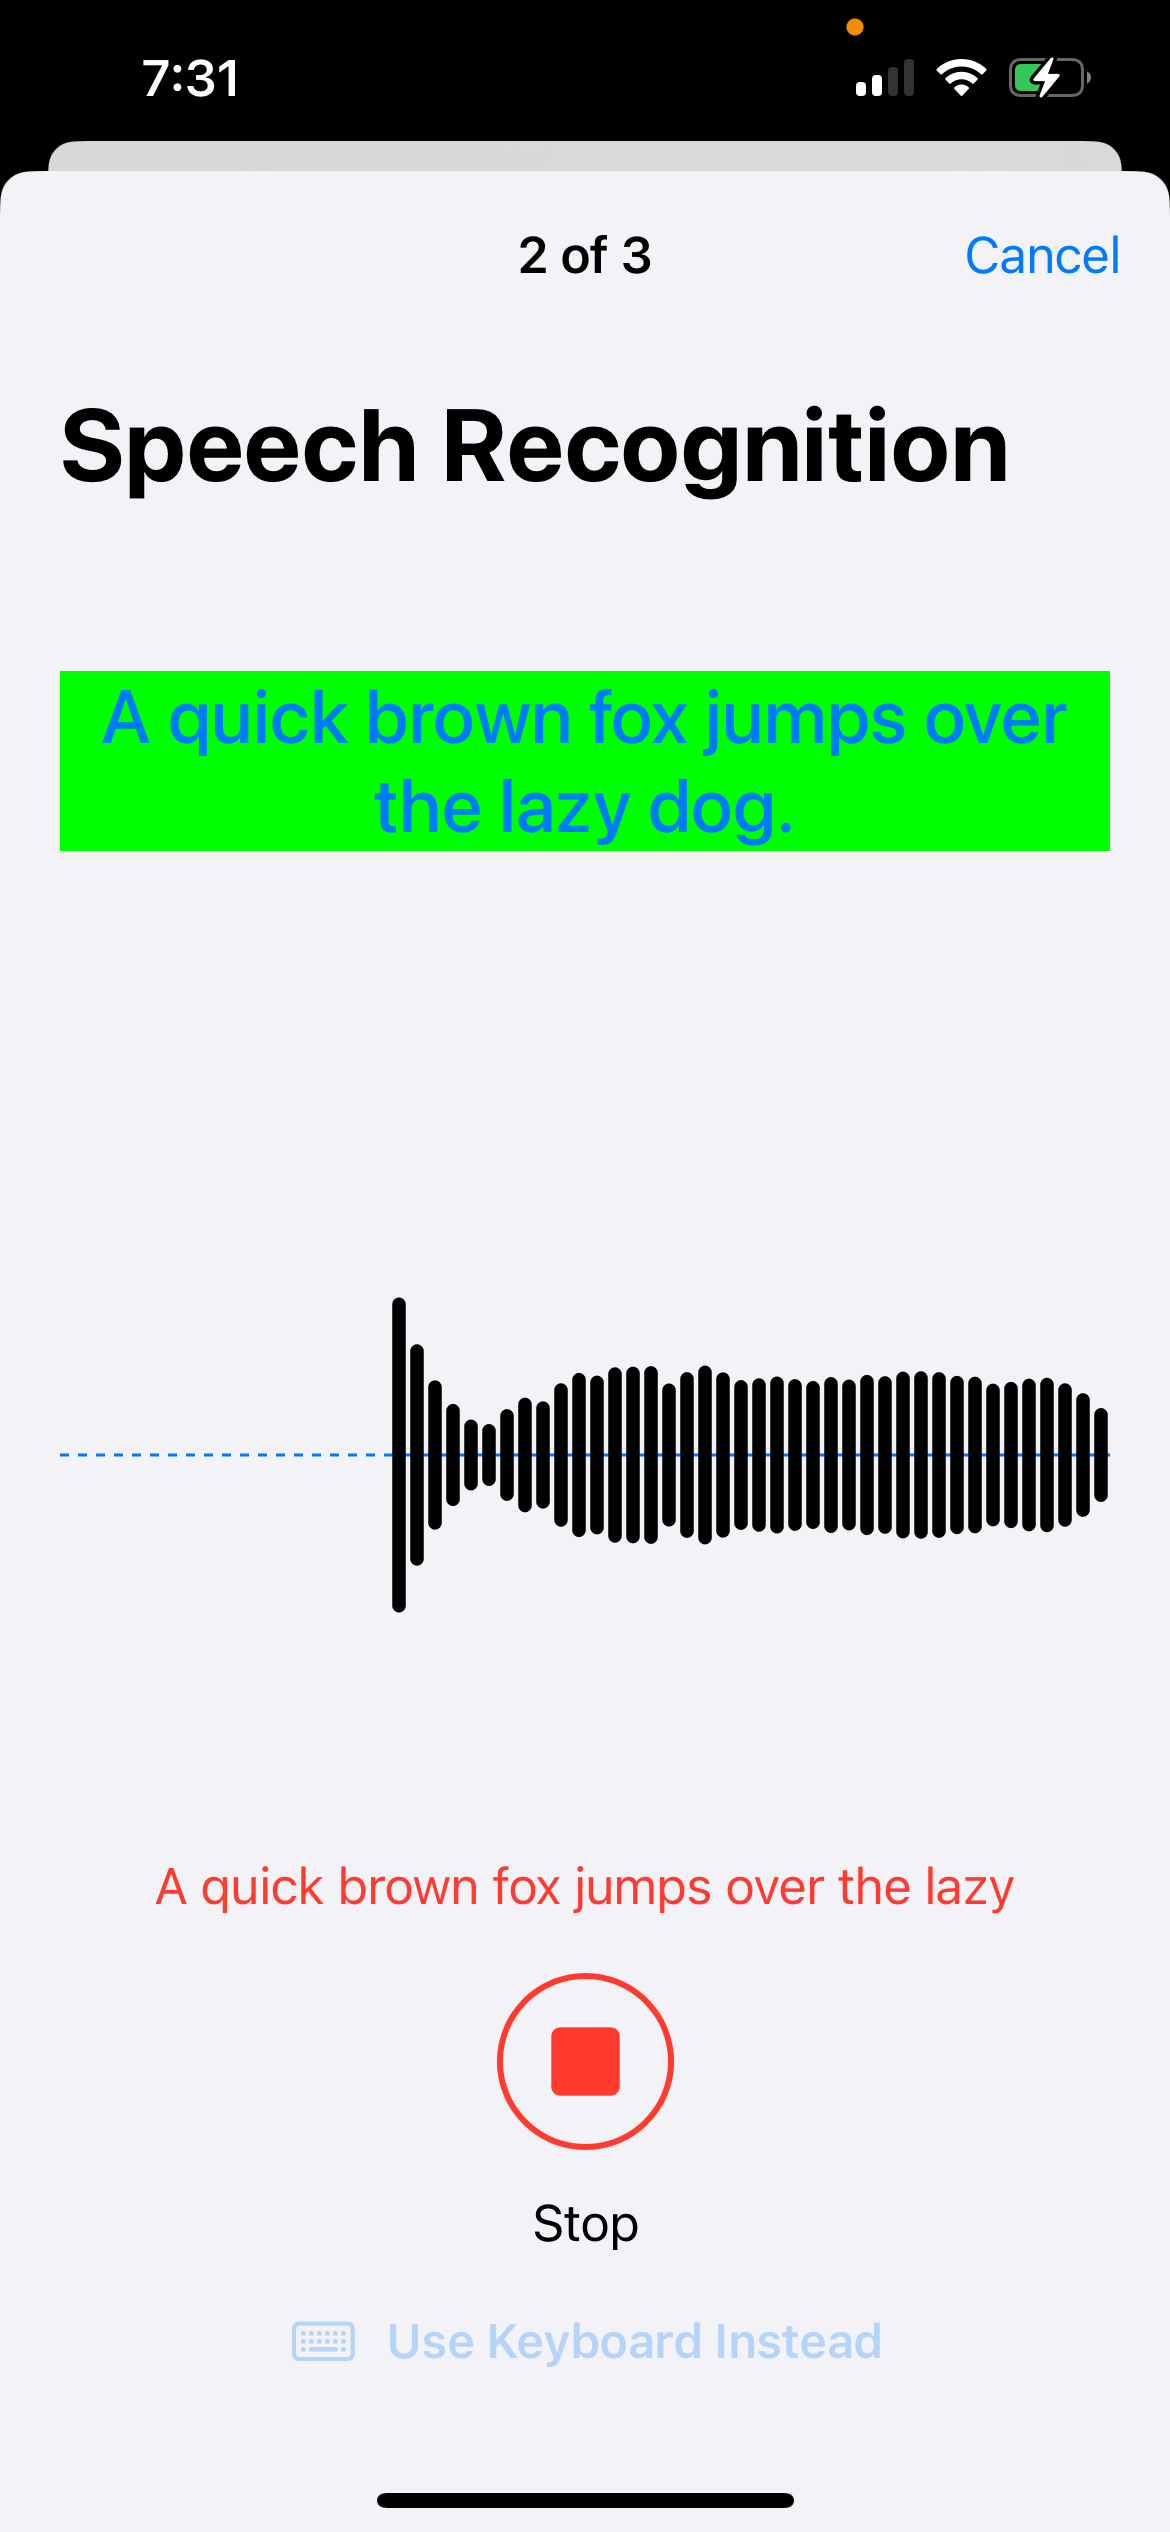 7:31
2 of 3
Cancel
Speech Recognition
A quick brown fox jumps over
the lazy dog.
A quick brown fox jumps over the lazy
Stop
Use Keyboard Instead